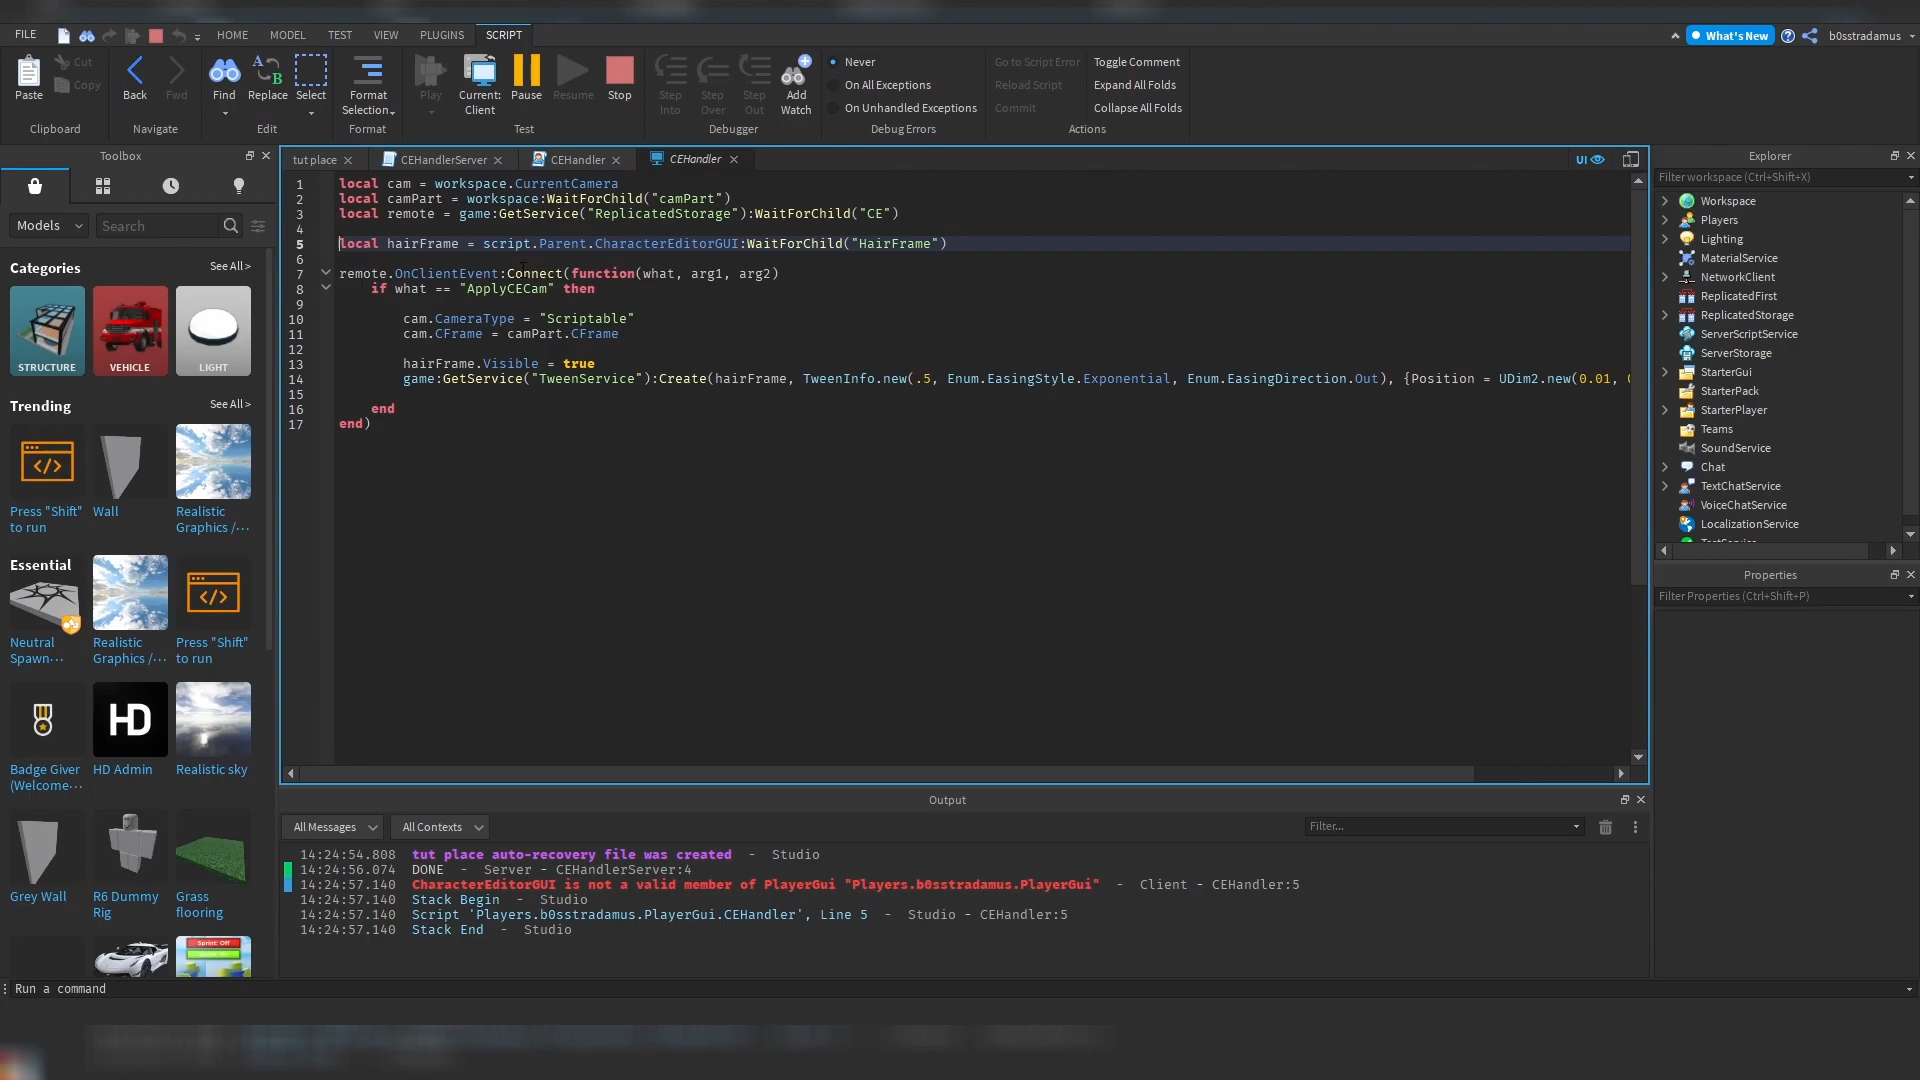 FILE HOME MODEL TEST VIEW PLUGINS SCRIPT What's New b0sstradamus
Paste Cut Copy Clipboard
Back Fwd Navigate
Find Replace Select Edit
Format Selection Format
Play Current: Client Pause Resume Stop Test
Step Into Step Over Step Out Add Watch Debugger
Never
On All Exceptions
On Unhandled Exceptions
Debug Errors
Go to Script Error Toggle Comment
Reload Script Expand All Folds
Commit Collapse All Folds
Actions
Toolbox
Models Search
Categories See All >
STRUCTURE VEHICLE LIGHT
Trending See All >
Press "Shift" to run
Wall
Realistic Graphics /...
Essential
Neutral Spawn...
Realistic Graphics /...
Press "Shift" to run
HD
Badge Giver (Welcome...
HD Admin
Realistic sky
Grey Wall
R6 Dummy Rig
Grass flooring
Sprint: Off
tut place CEHandlerServer CEHandler CEHandler UI
1 local cam = workspace.CurrentCamera
2 local camPart = workspace:WaitForChild("camPart")
3 local remote = game:GetService("ReplicatedStorage"):WaitForChild("CE")
4
5 local hairFrame = script.Parent.CharacterEditorGUI:WaitForChild("HairFrame")
6
7 remote.OnClientEvent:Connect(function(what, arg1, arg2)
8 if what == "ApplyCECam" then
9
10 cam.CameraType = "Scriptable"
11 cam.CFrame = camPart.CFrame
12
13 hairFrame.Visible = true
14 game:GetService("TweenService"):Create(hairFrame, TweenInfo.new(.5, Enum.EasingStyle.Exponential, Enum.EasingDirection.Out), {Position = UDim2.new(0.01,
15
16 end
17 end)
Output
All Messages All Contexts Filter...
14:24:54.808 tut place auto-recovery file was created - Studio
14:24:56.074 DONE - Server - CEHandlerServer:4
14:24:57.140 CharacterEditorGUI is not a valid member of PlayerGui "Players.b0sstradamus.PlayerGui" - Client - CEHandler:5
14:24:57.140 Stack Begin - Studio
14:24:57.140 Script 'Players.b0sstradamus.PlayerGui.CEHandler', Line 5 - Studio - CEHandler:5
14:24:57.140 Stack End - Studio
Explorer
Filter workspace (Ctrl+Shift+X)
Workspace
Players
Lighting
MaterialService
NetworkClient
ReplicatedFirst
ReplicatedStorage
ServerScriptService
ServerStorage
StarterGui
StarterPack
StarterPlayer
Teams
SoundService
Chat
TextChatService
VoiceChatService
LocalizationService
Properties
Filter Properties (Ctrl+Shift+P)
Run a command